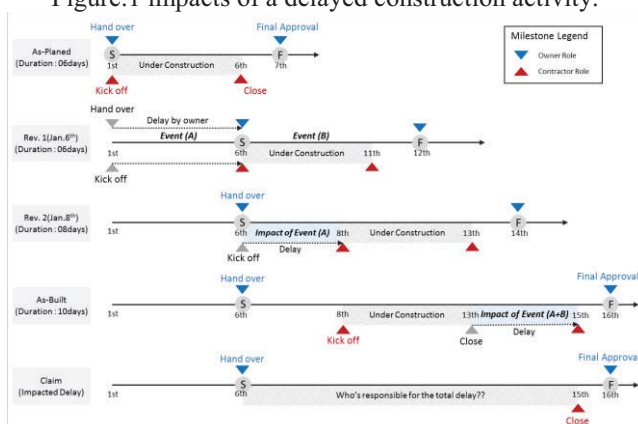 Figure.1 Impacts of a delayed construction activity.
Milestone Legend
Owner Role
Contractor Role
Hand over
Final Approval
As-Planed
(Duration : 06days)
S
F
1st
Under Construction
6th
7th
Kick off
Close
Hand over
Delay by owner
Rev. 1(Jan.6th)
(Duration : 06days)
Event (A)
S
Event (B)
F
1st
6th
Under Construction
11th
12th
Kick off
Hand over
Rev. 2(Jan.8th)
(Duration : 08days)
S
F
1st
6th
Impact of Event (A)
8th
Under Construction
13th
14th
Delay
Kick off
Hand over
Final Approval
As-Built
(Duration : 10days)
S
F
1st
6th
8th
Under Construction
13th
Impact of Event (A+B)
15th
16th
Kick off
Close
Delay
Hand over
Final Approval
Claim
(Impacted Delay)
S
F
1st
6th
Who's responsible for the total delay??
15th
16th
Close